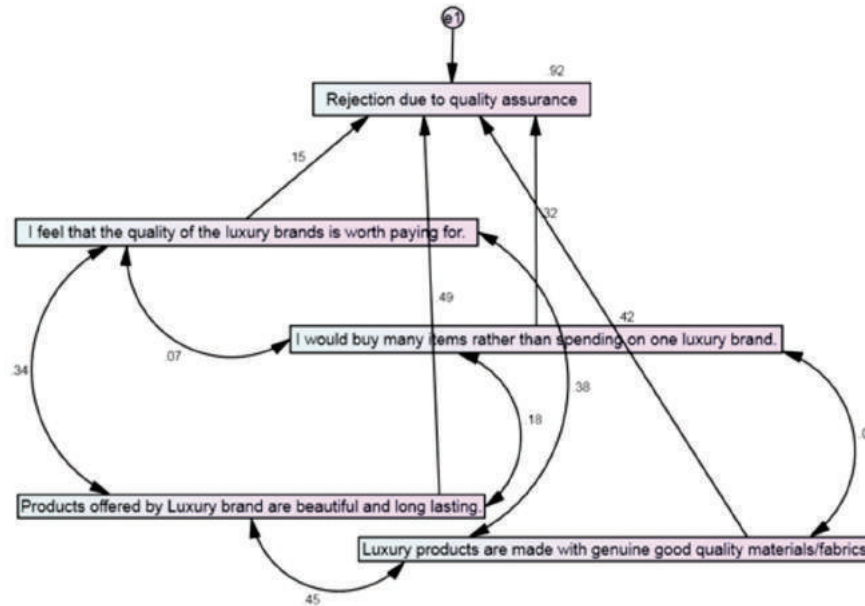 e1
.92
Rejection due to quality assurance
.15
I feel that the quality of the luxury brands is worth paying for.
.32
.49
.42
I would buy many items rather than spending on one luxury brand.
.07
.34
.38
.18
Products offered by Luxury brand are beautiful and long lasting.
Luxury products are made with genuine good quality materials/fabrics
.45